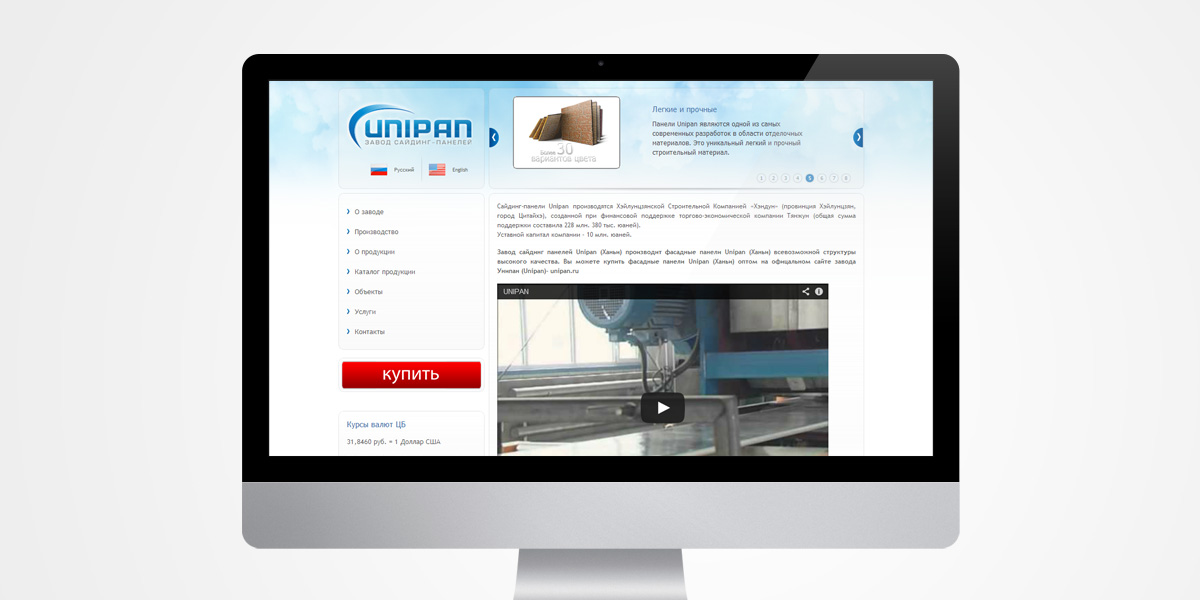 UNIPAN
ЗАВОД САЙДИНГ-ПАНЕЛЕЙ
Русский English
более 30
вариантов цвета
Легкие и прочные
Панели Unipan являются одной из самых
современных разработок в области отделочных
материалов. Это уникальный легкий и прочный
строительный материал.
1 2 3 4 5 6 7 8
О заводе
Производство
О продукции
Каталог продукции
Объекты
Услуги
Контакты
купить
Курсы валют ЦБ
31,8460 руб. = 1 Доллар США
Сайдинг-панели Unipan производятся Хэйлунцзянской Строительной Компанией «Хэндун» (провинция Хэйлунцзян,
город Цитайхэ), созданной при финансовой поддержке торгово-экономической компании Тянжун (общая сумма
поддержки составила 228 млн. 380 тыс. юаней).
Уставной капитал компании - 10 млн. юаней.
Завод сайдинг панелей Unipan (Ханьи) производит фасадные панели Unipan (Ханьи) всевозможной структуры
высокого качества. Вы можете купить фасадные панели Unipan (Ханьи) оптом на официальном сайте завода
Унипан (Unipan)- unipan.ru
UNIPAN